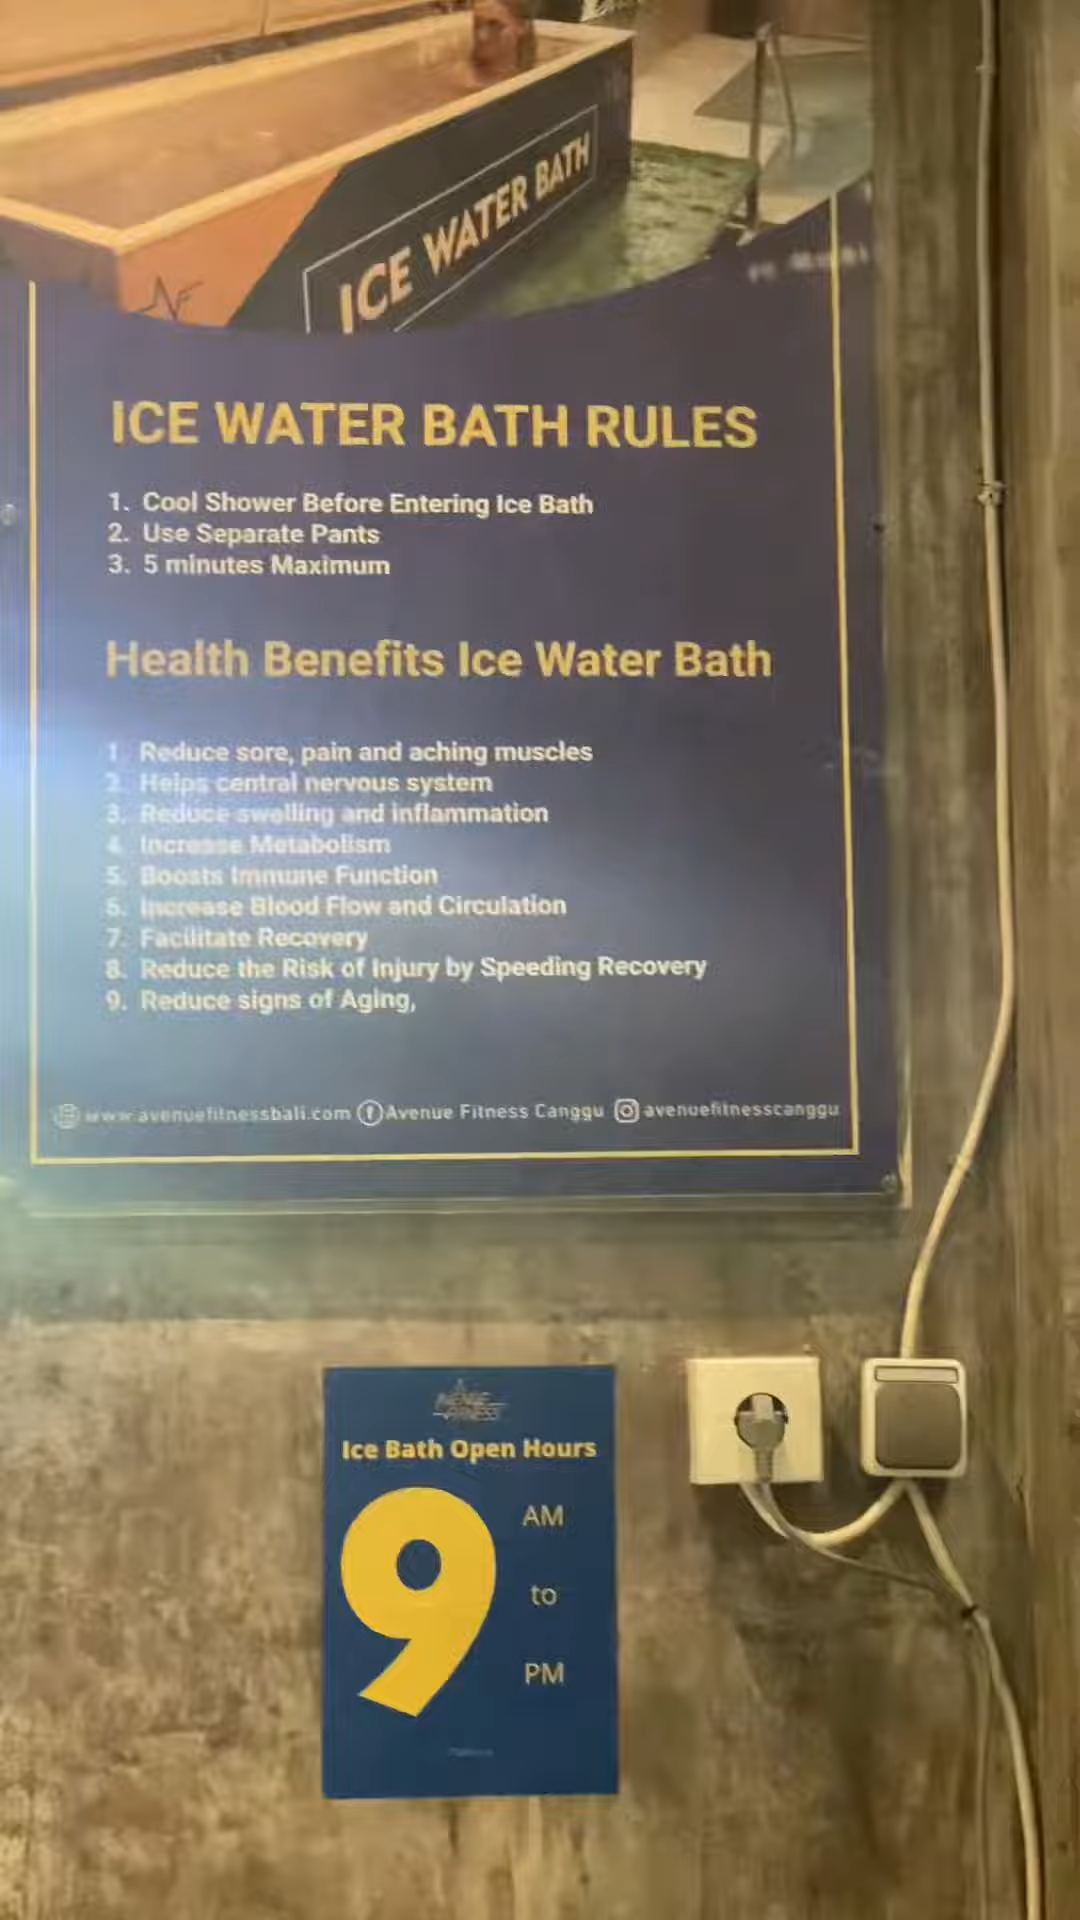 ICE WATER BATH
ICE WATER BATH RULES
1. Cool Shower Before Entering Ice Bath
2. Use Separate Pants
3. 5 minutes Maximum
Health Benefits Ice Water Bath
1. Reduce sore, pain and aching muscles
2. Helps central nervous system
3. Reduce swelling and inflammation
4. Increase Metabolism
5. Boosts Immune Function
6. Increase Blood Flow and Circulation
7. Facilitate Recovery
8. Reduce the Risk of Injury by Speeding Recovery
9. Reduce signs of Aging,
www.avenuefitnessbali.com Avenue Fitness Canggu avenuefitnesscanggu
AVENUE
FITNESS
Ice Bath Open Hours
9 AM
to
PM